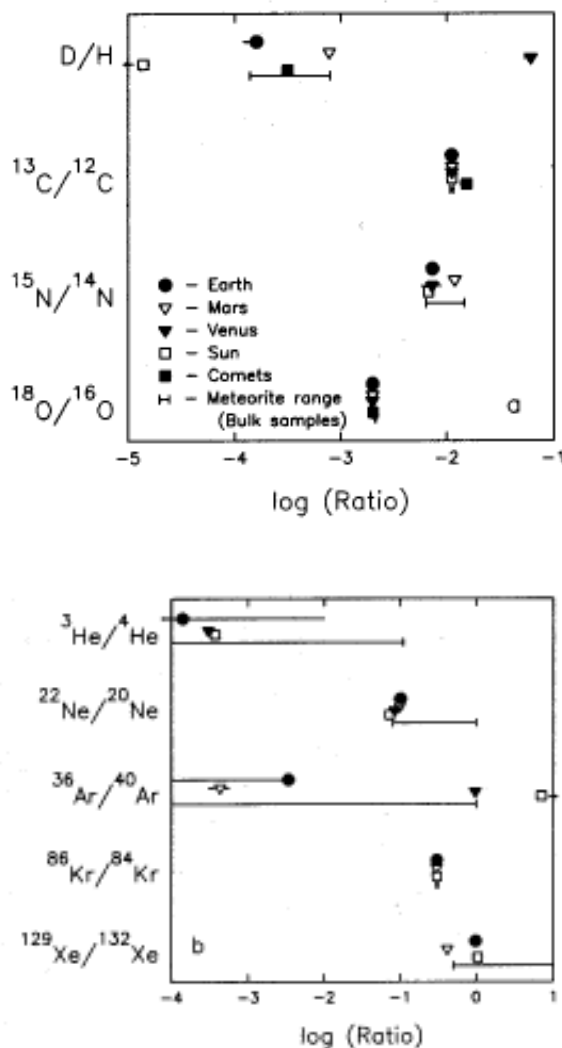 D/H
¹³C/¹²C
¹⁵N/¹⁴N
● – Earth
▽ – Mars
▼ – Venus
□ – Sun
■ – Comets
– Meteorite range
(Bulk samples)
¹⁸O/¹⁶O
a
-5 -4 -3 -2 -1
log (Ratio)
³He/⁴He
²²Ne/²⁰Ne
³⁶Ar/⁴⁰Ar
⁸⁶Kr/⁸⁴Kr
¹²⁹Xe/¹³²Xe
b
-4 -3 -2 -1 0 1
log (Ratio)